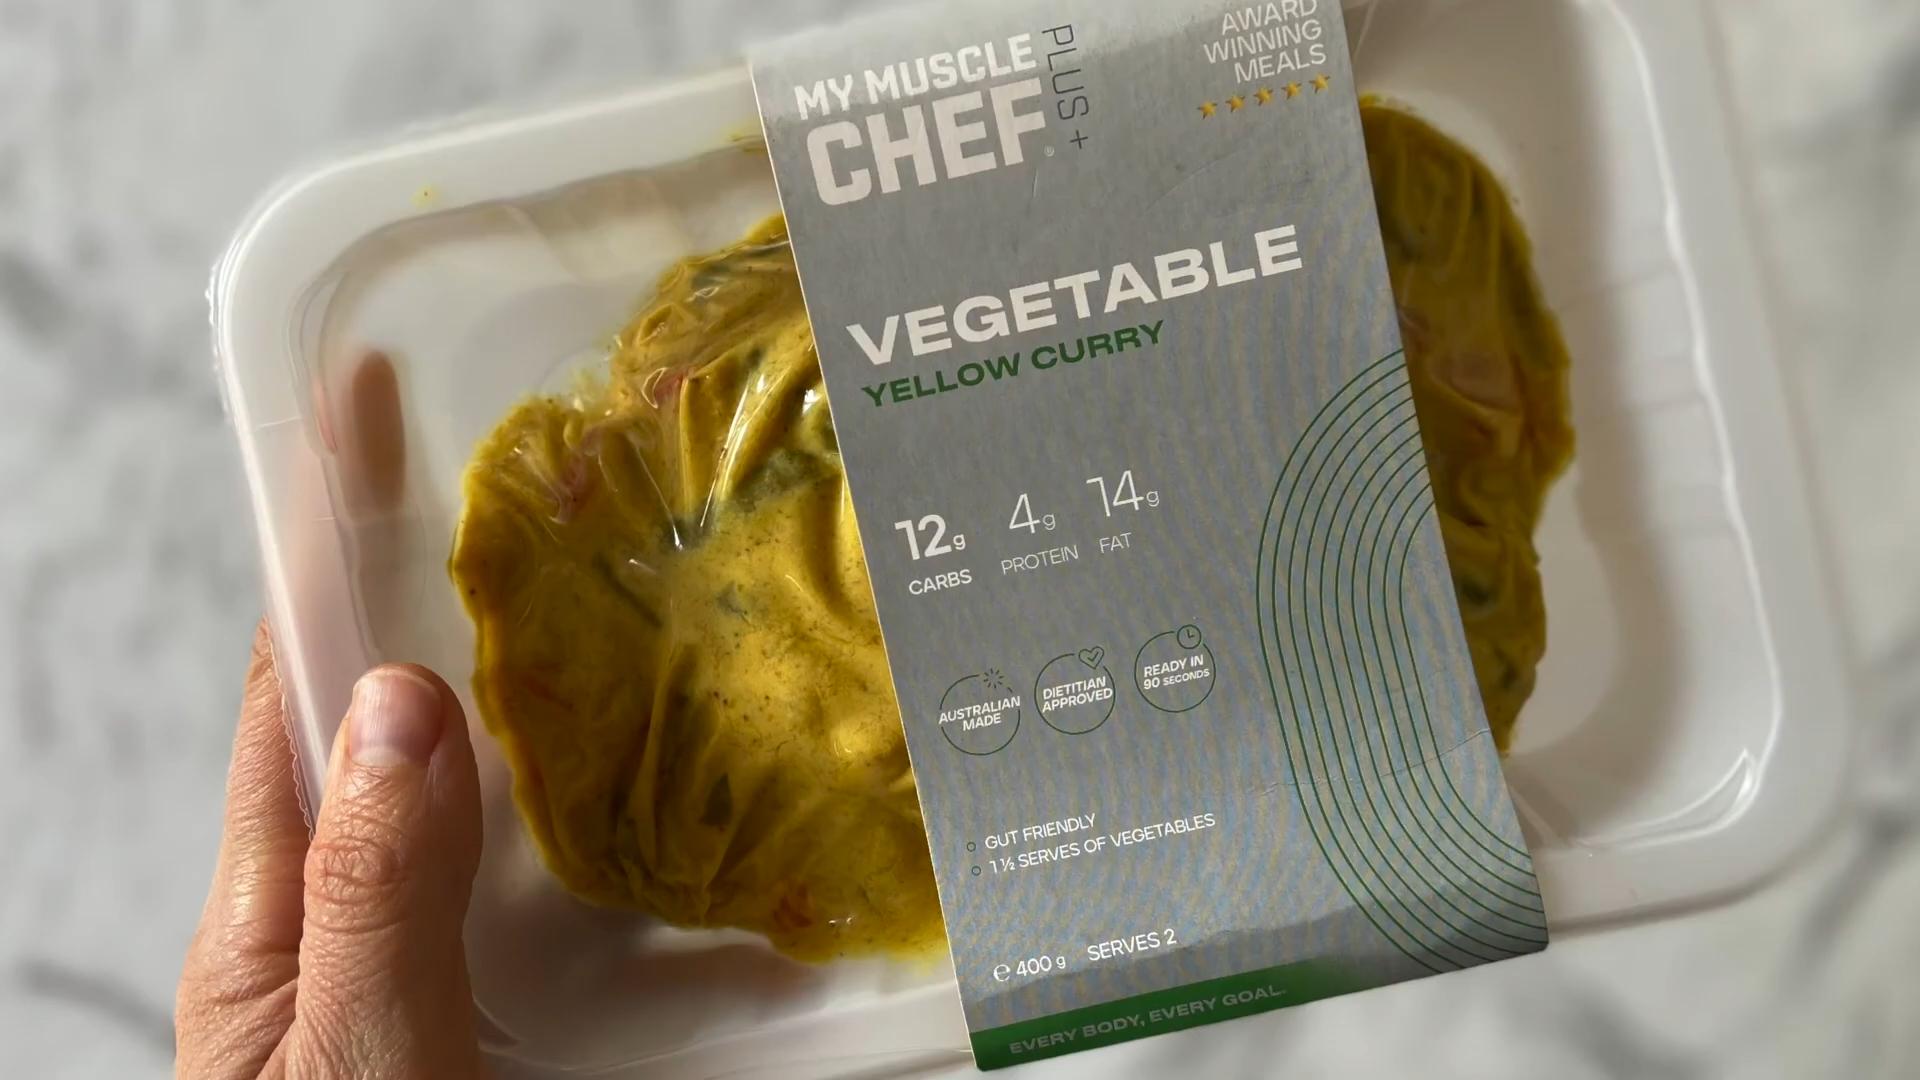 MY MUSCLE
CHEF®
PLUS+
AWARD
WINNING
MEALS
VEGETABLE
YELLOW CURRY
12g 4g 14g
CARBS PROTEIN FAT
AUSTRALIAN
MADE
DIETITIAN
APPROVED
READY IN
90 SECONDS
GUT FRIENDLY
1 ½ SERVES OF VEGETABLES
℮ 400 g SERVES 2
EVERY BODY, EVERY GOAL.